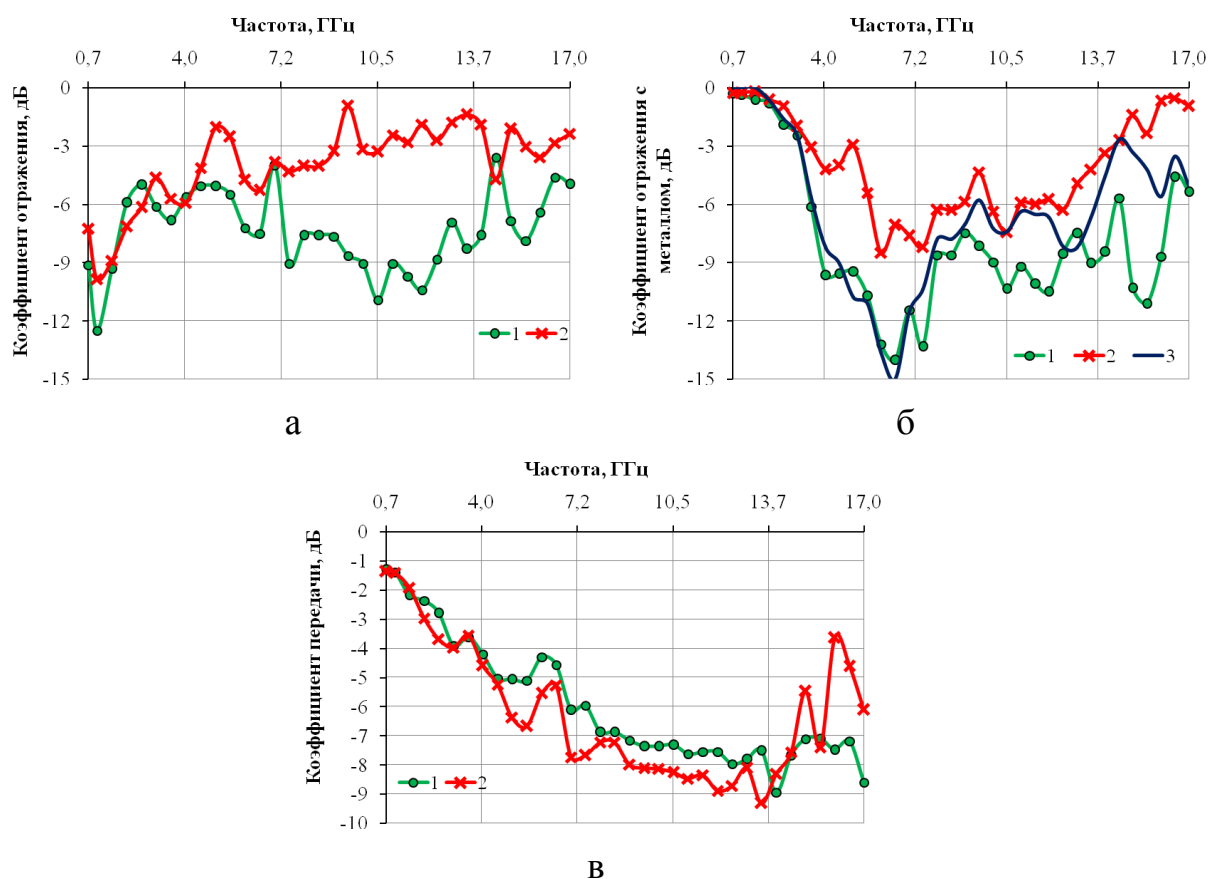 Частота, ГГц
0,7 4,0 7,2 10,5 13,7 17,0
Коэффициент отражения, дБ
0
-3
-6
-9
-12
-15
1 2
а
Частота, ГГц
0,7 4,0 7,2 10,5 13,7 17,0
Коэффициент отражения с
металлом, дБ
0
-3
-6
-9
-12
-15
1 2 3
б
Частота, ГГц
0,7 4,0 7,2 10,5 13,7 17,0
Коэффициент передачи, дБ
0
-1
-2
-3
-4
-5
-6
-7
-8
-9
-10
1 2
в